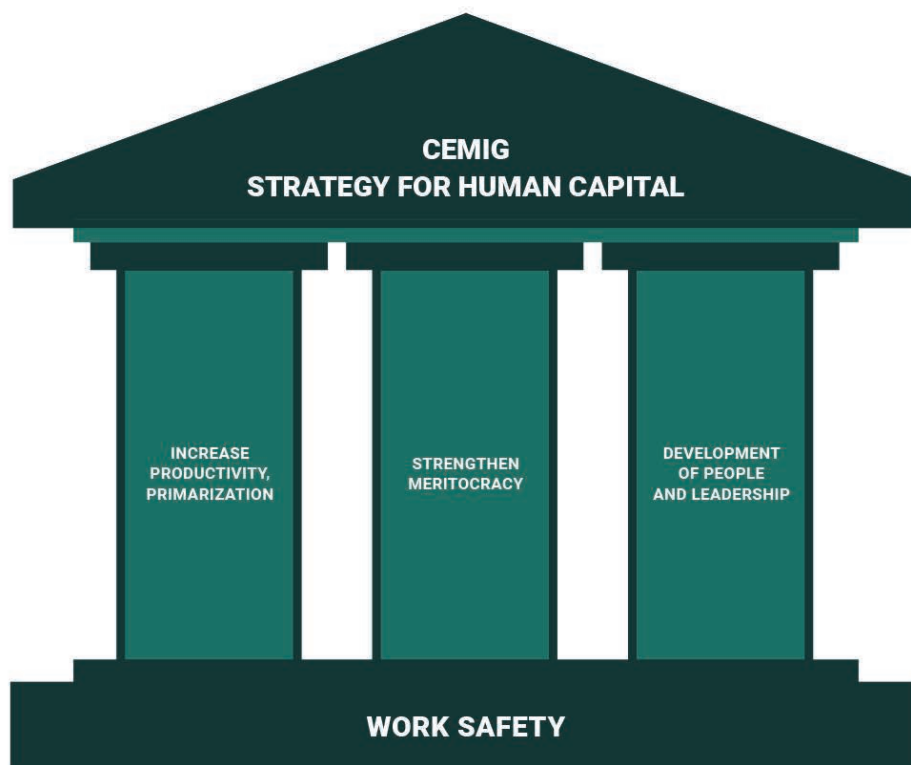 CEMIG
STRATEGY FOR HUMAN CAPITAL
INCREASE
PRODUCTIVITY,
PRIMARIZATION
STRENGTHEN
MERITOCRACY
DEVELOPMENT
OF PEOPLE
AND LEADERSHIP
WORK SAFETY